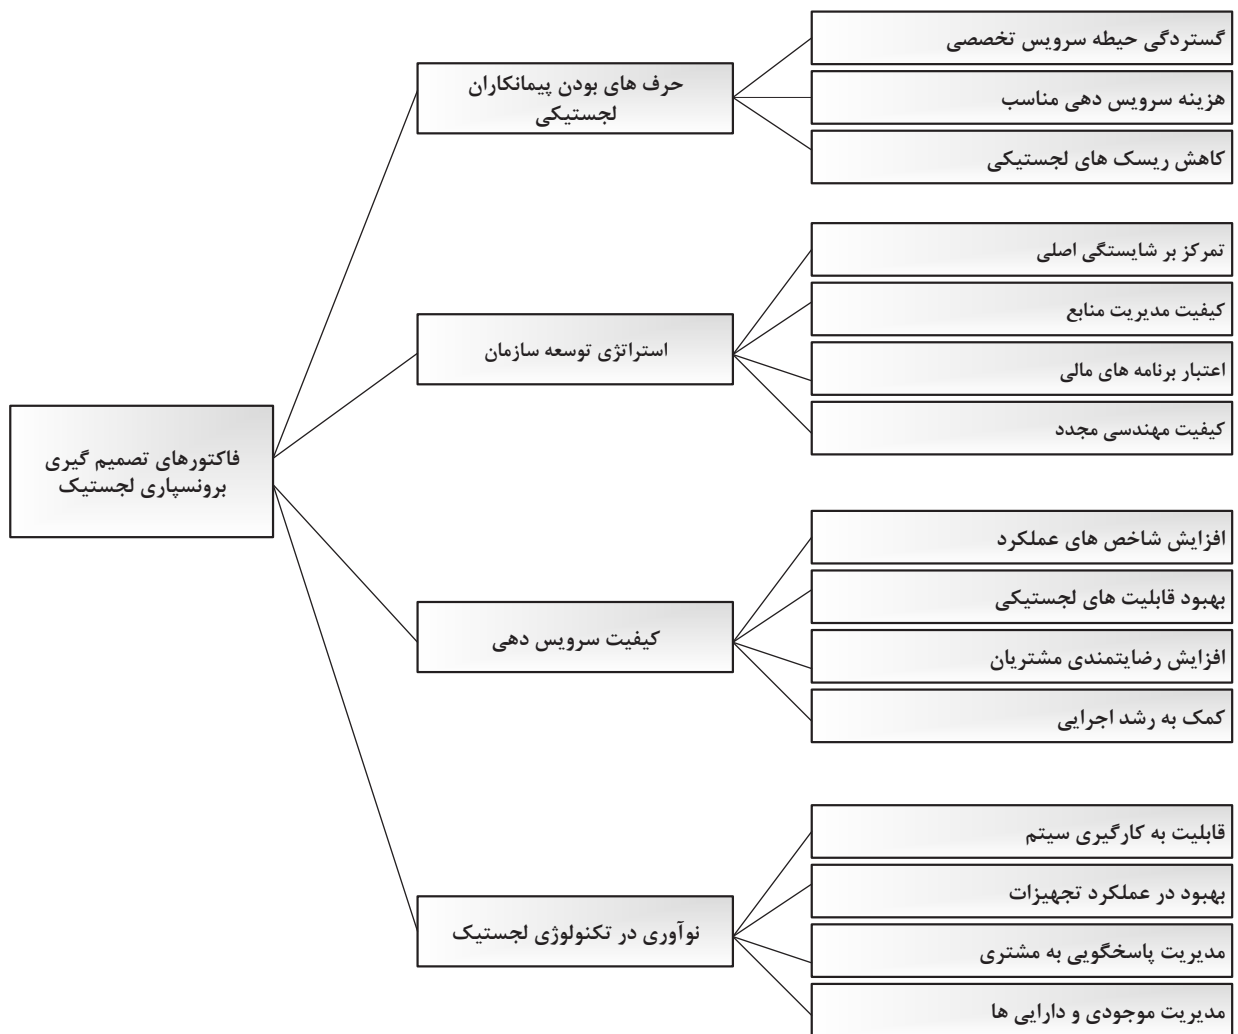 فاکتورهای تصمیم گیری
برونسپاری لجستیک
حرف های بودن پیمانکاران
لجستیکی
گستردگی حیطه سرویس تخصصی
هزینه سرویس دهی مناسب
کاهش ریسک های لجستیکی
استراتژی توسعه سازمان
تمرکز بر شایستگی اصلی
کیفیت مدیریت منابع
اعتبار برنامه های مالی
کیفیت مهندسی مجدد
کیفیت سرویس دهی
افزایش شاخص های عملکرد
بهبود قابلیت های لجستیکی
افزایش رضایتمندی مشتریان
کمک به رشد اجرایی
نوآوری در تکنولوژی لجستیک
قابلیت به کارگیری سیتم
بهبود در عملکرد تجهیزات
مدیریت پاسخگویی به مشتری
مدیریت موجودی و دارایی ها